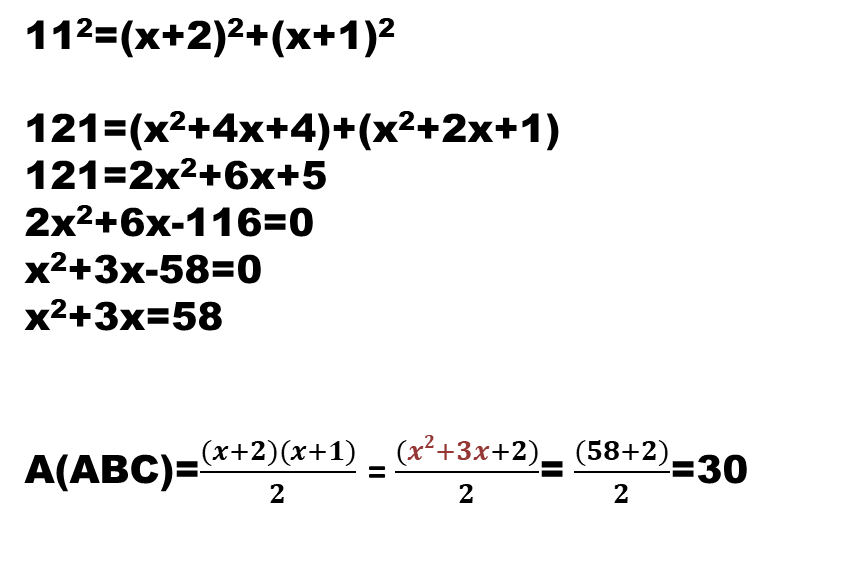 11²=(x+2)²+(x+1)²
121=(x²+4x+4)+(x²+2x+1)
121=2x²+6x+5
2x²+6x-116=0
x²+3x-58=0
x²+3x=58
A(ABC)=(x+2)(x+1)/2 = (x²+3x+2)/2= (58+2)/2=30